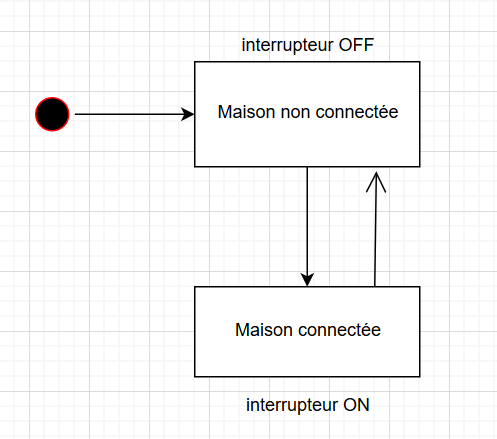 interrupteur OFF
Maison non connectée
Maison connectée
interrupteur ON